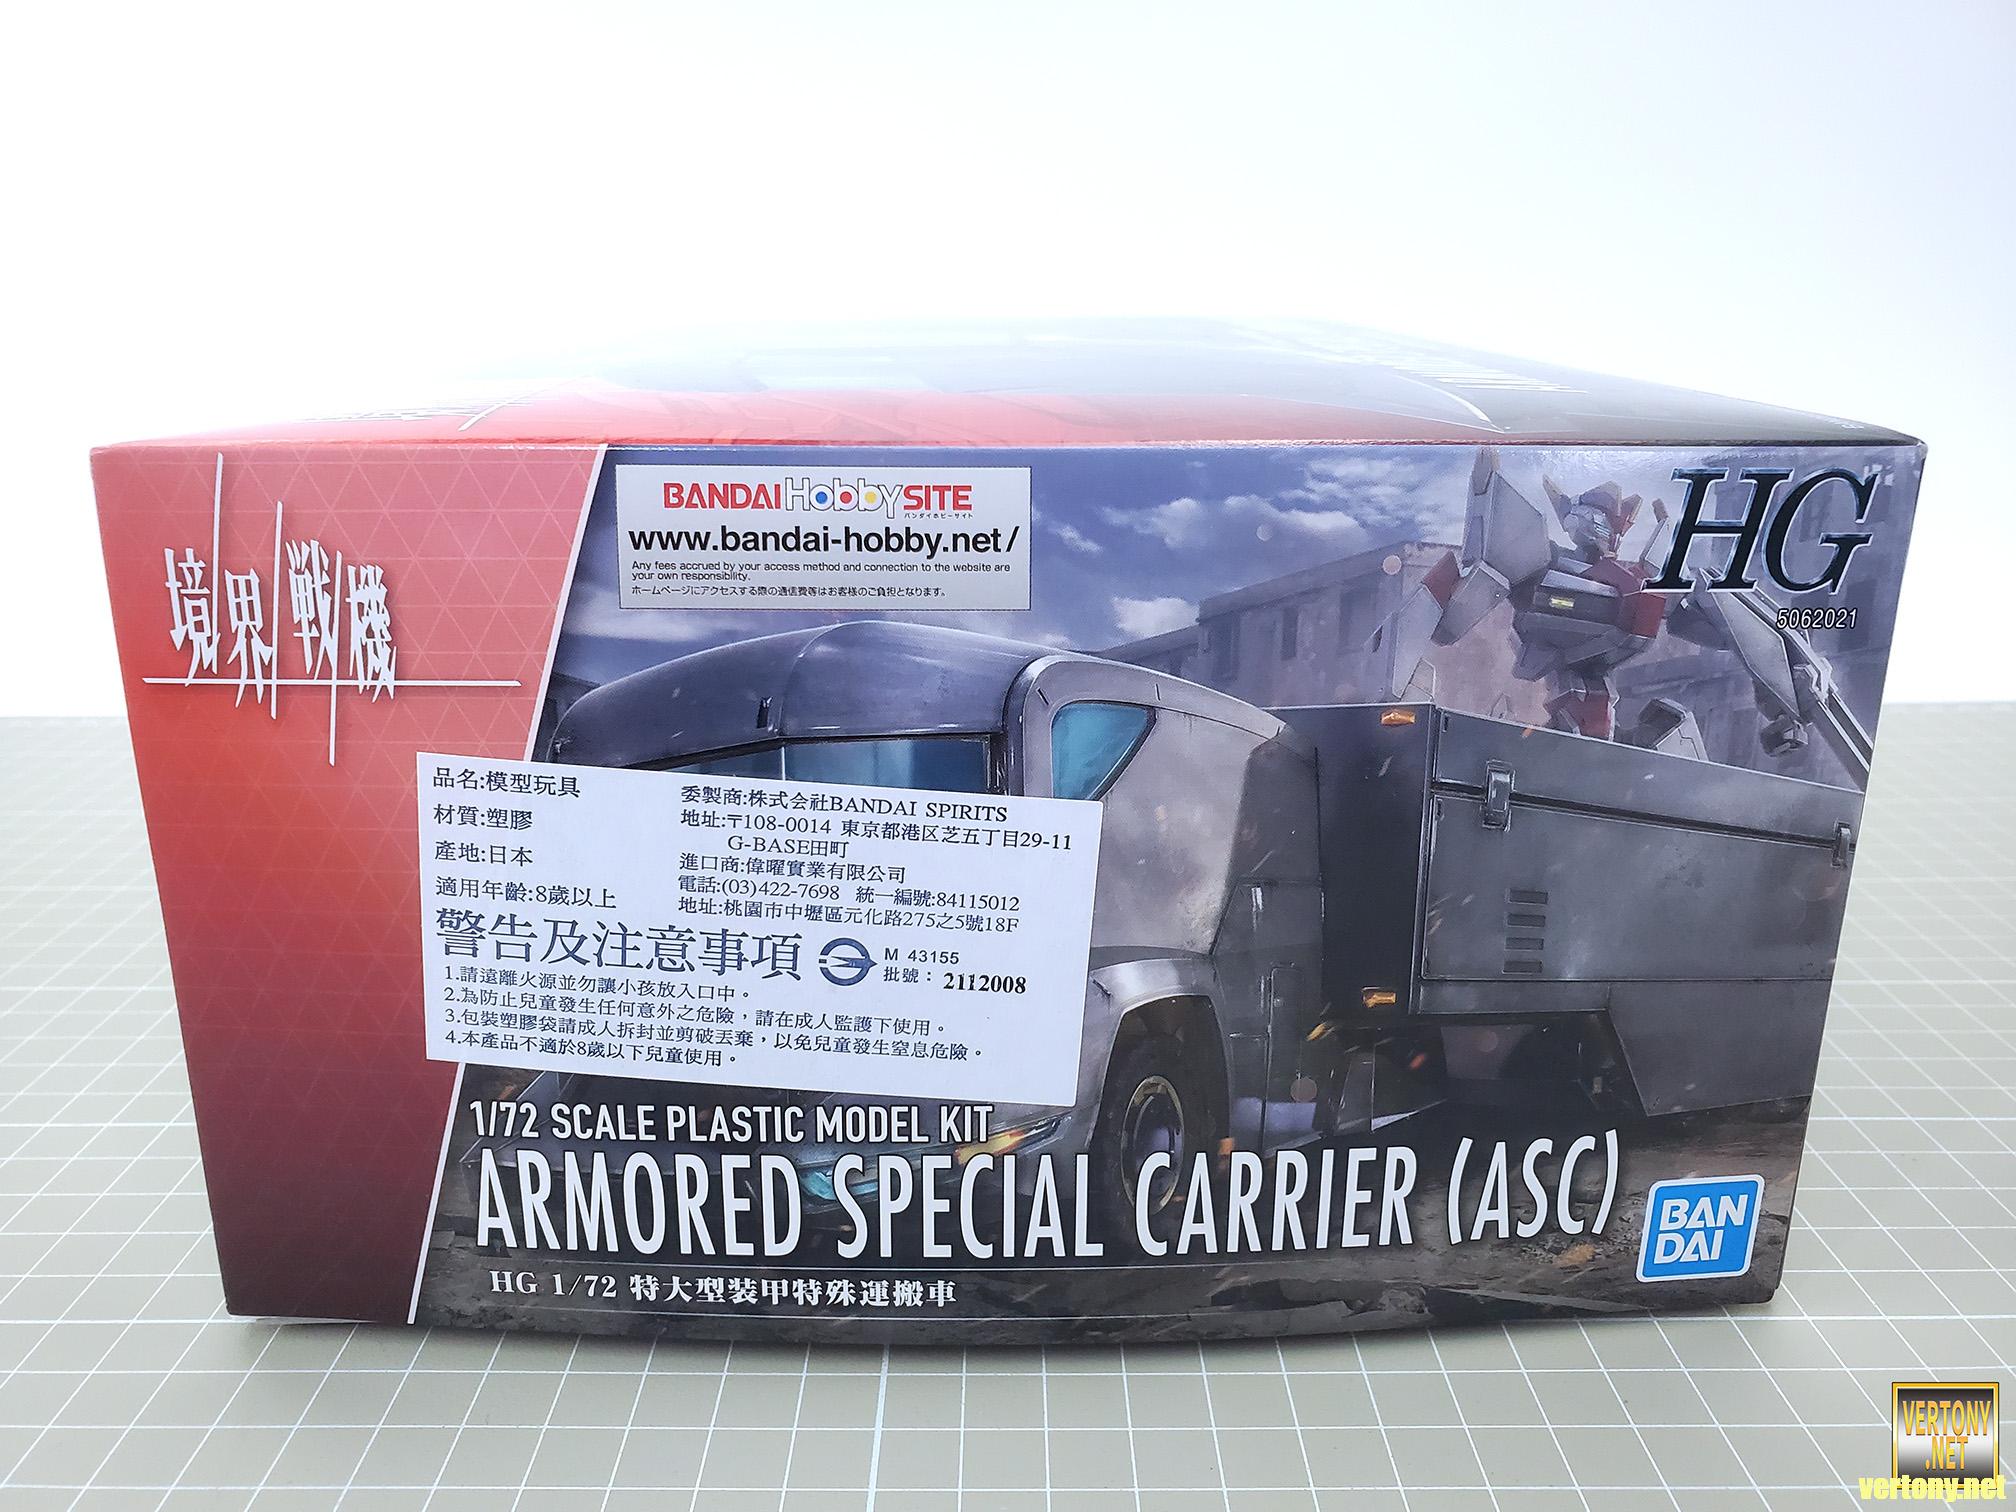 境界戦機
BANDAI Hobby SITE
バンダイホビーサイト
www.bandai-hobby.net/
Any fees accrued by your access method and connection to the website are
your own responsibility.
ホームページにアクセスする際の通信費等はお客様のご負担となります。
HG
5062021
品名:模型玩具
材質:塑膠
產地:日本
適用年齡:8歲以上
委製商:株式会社BANDAI SPIRITS
地址:〒108-0014 東京都港区芝五丁目29-11
G-BASE田町
進口商:偉曜實業有限公司
電話:(03)422-7698 統一編號:84115012
地址:桃園市中壢區元化路275之5號18F
警告及注意事項
M 43155
批號：2112008
1.請遠離火源並勿讓小孩放入口中。
2.為防止兒童發生任何意外之危險，請在成人監護下使用。
3.包裝塑膠袋請成人拆封並剪破丟棄，以免兒童發生窒息危險。
4.本產品不適於8歲以下兒童使用。
1/72 SCALE PLASTIC MODEL KIT
ARMORED SPECIAL CARRIER (ASC)
HG 1/72 特大型装甲特殊運搬車
BAN
DAI
VERTONY
.NET
vertony.net